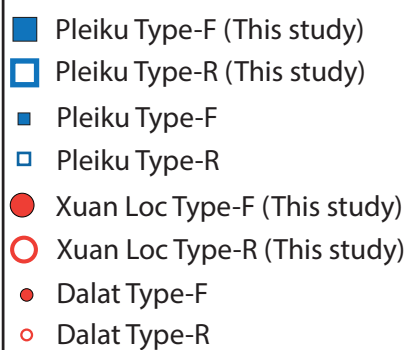 Pleiku Type-F (This study)
Pleiku Type-R (This study)
Pleiku Type-F
Pleiku Type-R
Xuan Loc Type-F (This study)
Xuan Loc Type-R (This study)
Dalat Type-F
Dalat Type-R